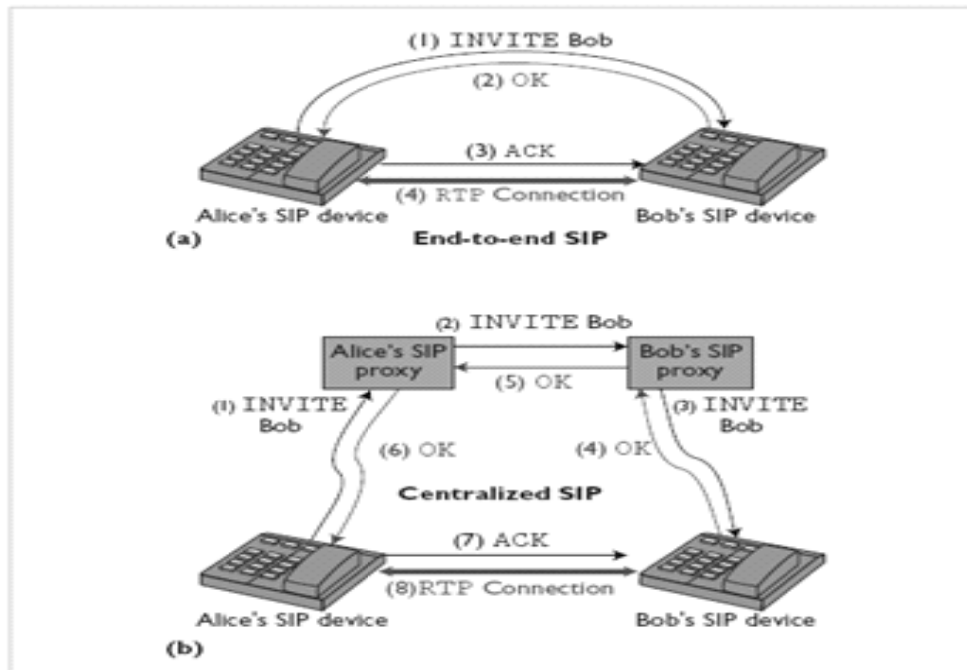 (1) INVITE Bob
(2) OK
(3) ACK
(4) RTP Connection
Alice's SIP device
Bob's SIP device
(a)
End-to-end SIP
(2) INVITE Bob
Alice's SIP
proxy
Bob's SIP
proxy
(5) OK
(1) INVITE
Bob
(3) INVITE
Bob
(6) OK
(4) OK
Centralized SIP
(7) ACK
(8)RTP Connection
Alice's SIP device
Bob's SIP device
(b)